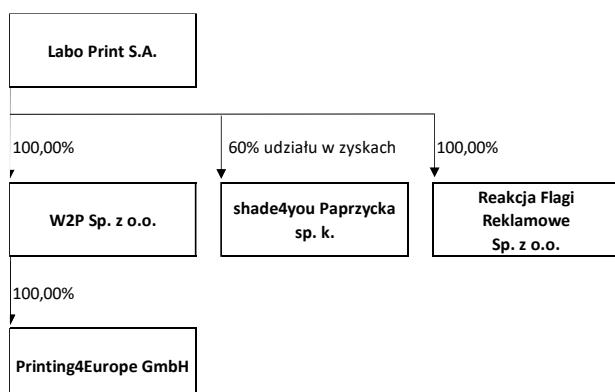 Labo Print S.A.
100,00%
60% udziału w zyskach
100,00%
W2P Sp. z o.o.
shade4you Paprzycka
sp. k.
Reakcja Flagi
Reklamowe
Sp. z o.o.
100,00%
Printing4Europe GmbH